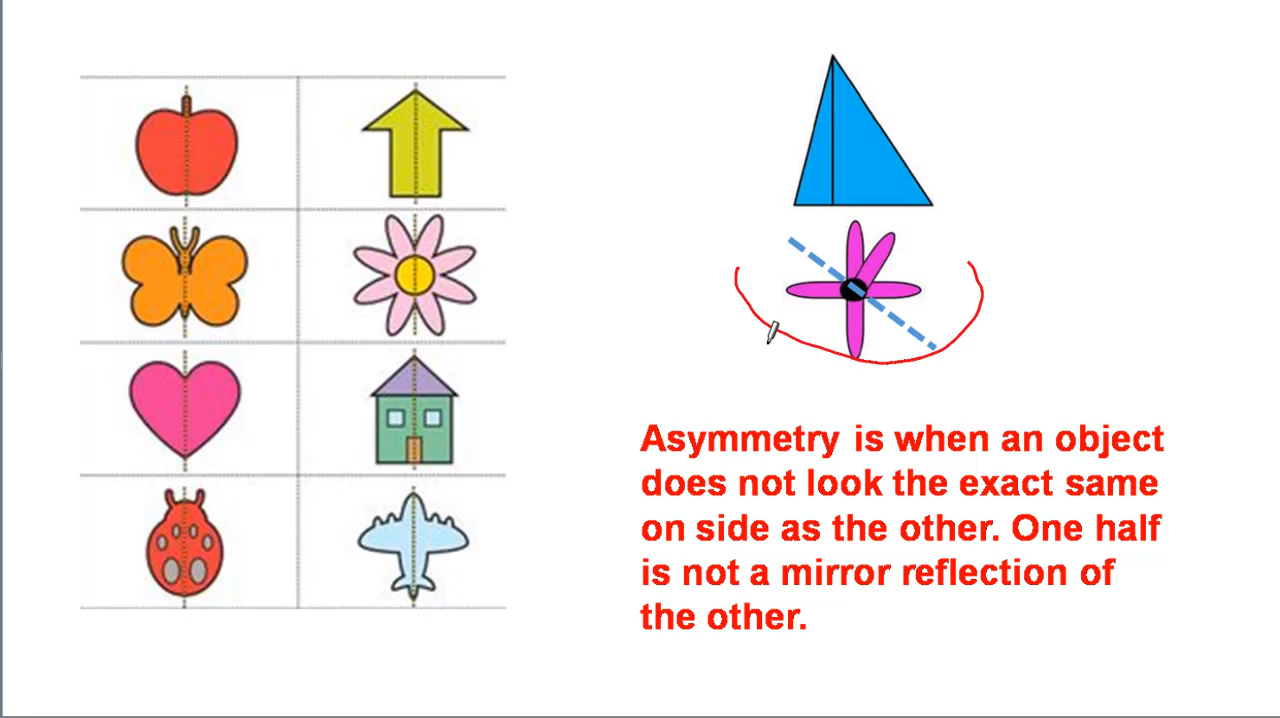 Asymmetry is when an object
does not look the exact same
on side as the other. One half
is not a mirror reflection of
the other.